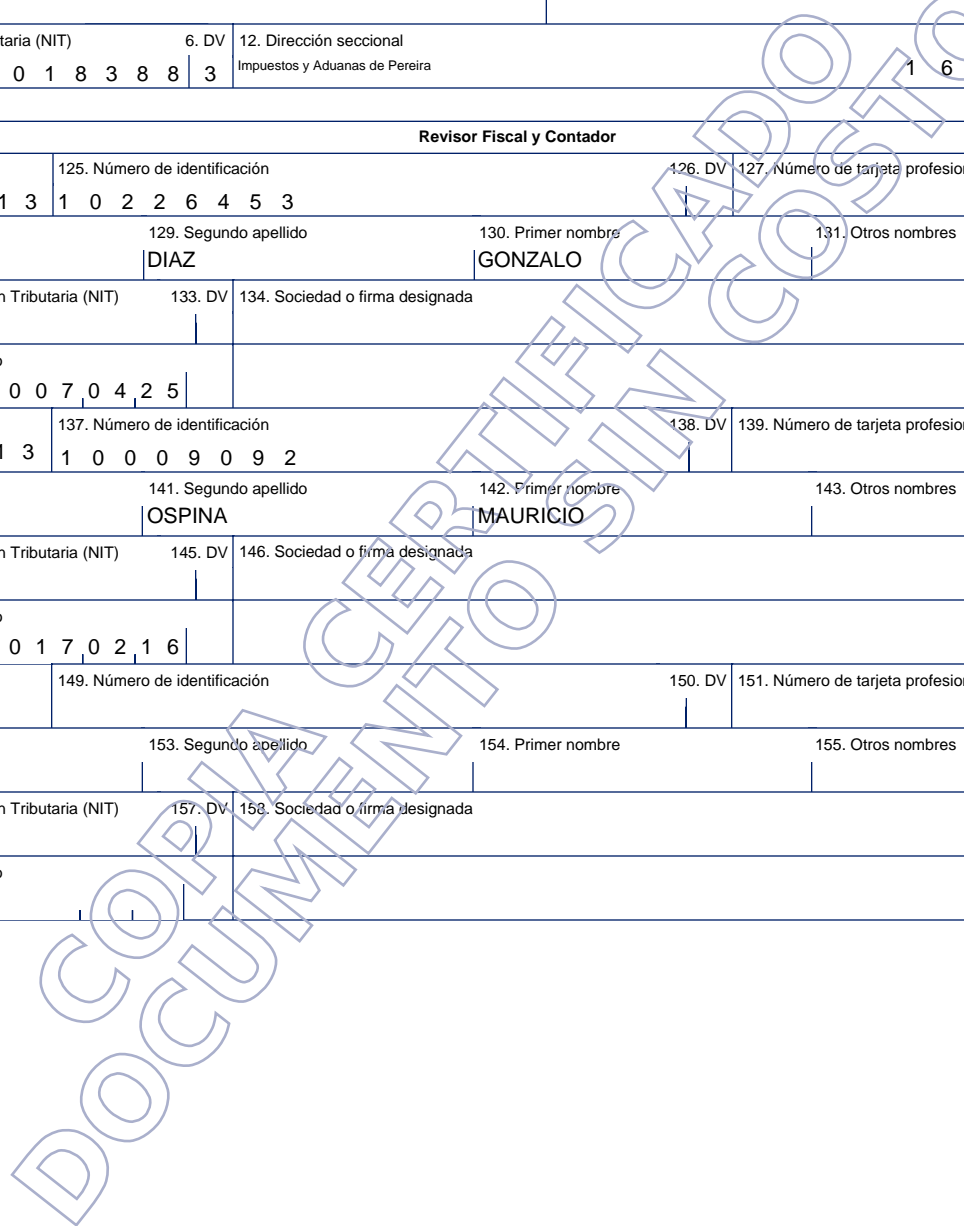 taria (NIT) 6. DV 12. Dirección seccional
0 1 8 3 8 8 3 Impuestos y Aduanas de Pereira 1 6
Revisor Fiscal y Contador
125. Número de identificación 126. DV 127. Número de tarjeta profesion
1 3 1 0 2 2 6 4 5 3
129. Segundo apellido 130. Primer nombre 131. Otros nombres
DIAZ GONZALO
n Tributaria (NIT) 133. DV 134. Sociedad o firma designada
o
0 0 7 0 4 2 5
137. Número de identificación 138. DV 139. Número de tarjeta profesion
1 3 1 0 0 0 9 0 9 2
141. Segundo apellido 142. Primer nombre 143. Otros nombres
OSPINA MAURICIO
n Tributaria (NIT) 145. DV 146. Sociedad o firma designada
o
0 1 7 0 2 1 6
149. Número de identificación 150. DV 151. Número de tarjeta profesion
153. Segundo apellido 154. Primer nombre 155. Otros nombres
n Tributaria (NIT) 157. DV 158. Sociedad o firma designada
o
COPIA CERTIFICADO
DOCUMENTO SIN COSTO